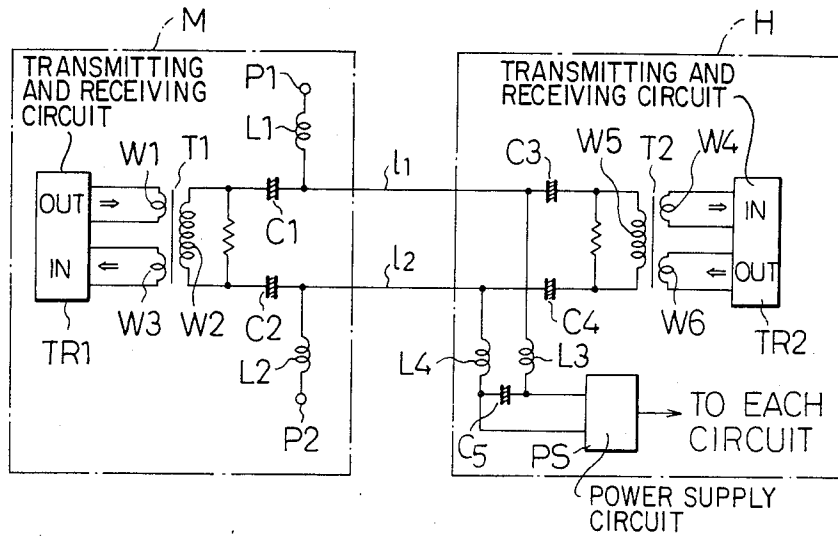 M
H
TRANSMITTING
AND RECEIVING
CIRCUIT
P1
L1
W1
T1
OUT
⇒
IN
⇐
W3
W2
TR1
C1
C2
L2
P2
l1
l2
TRANSMITTING AND
RECEIVING CIRCUIT
C3
W5
T2
W4
⇒
IN
⇐
OUT
C4
W6
TR2
L4
L3
C5
PS
TO EACH
CIRCUIT
POWER SUPPLY
CIRCUIT